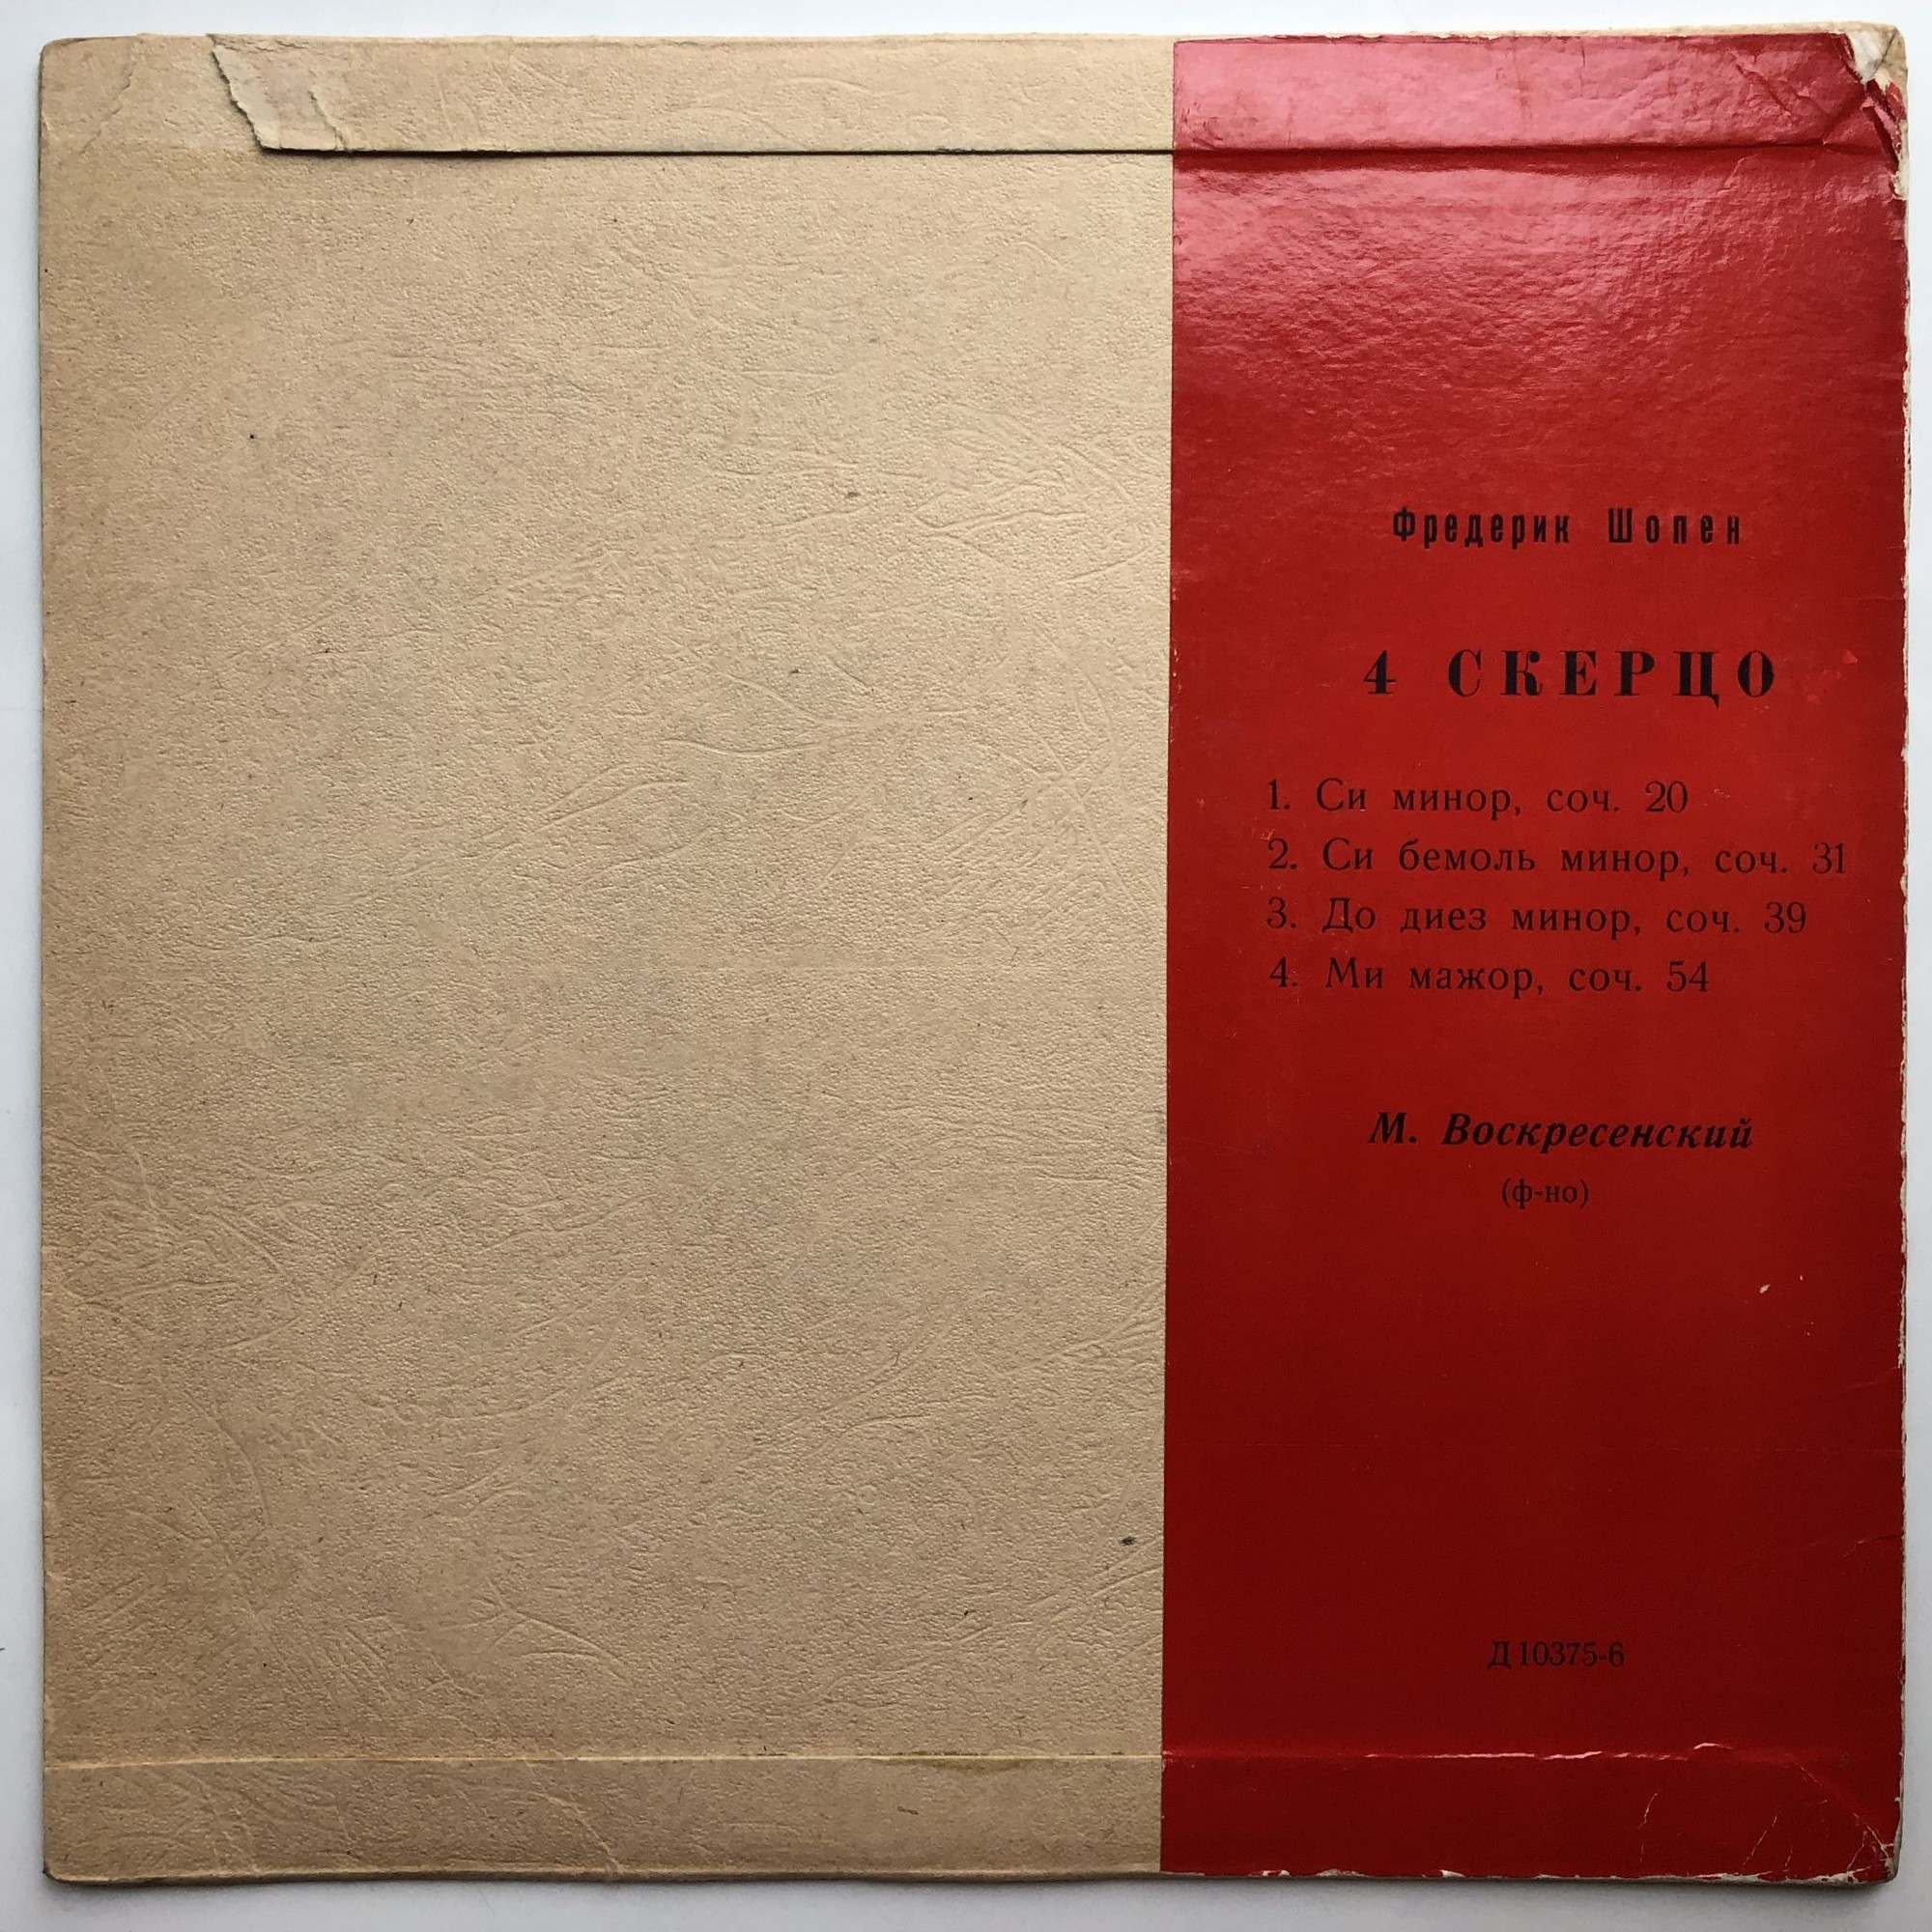 Фредерик Шопен
4 СКЕРЦО
1. Си минор, соч. 20
2. Си бемоль минор, соч. 31
3. До диез минор, соч. 39
4. Ми мажор, соч. 54
М. Воскресенский
(ф-но)
Д 10375-6